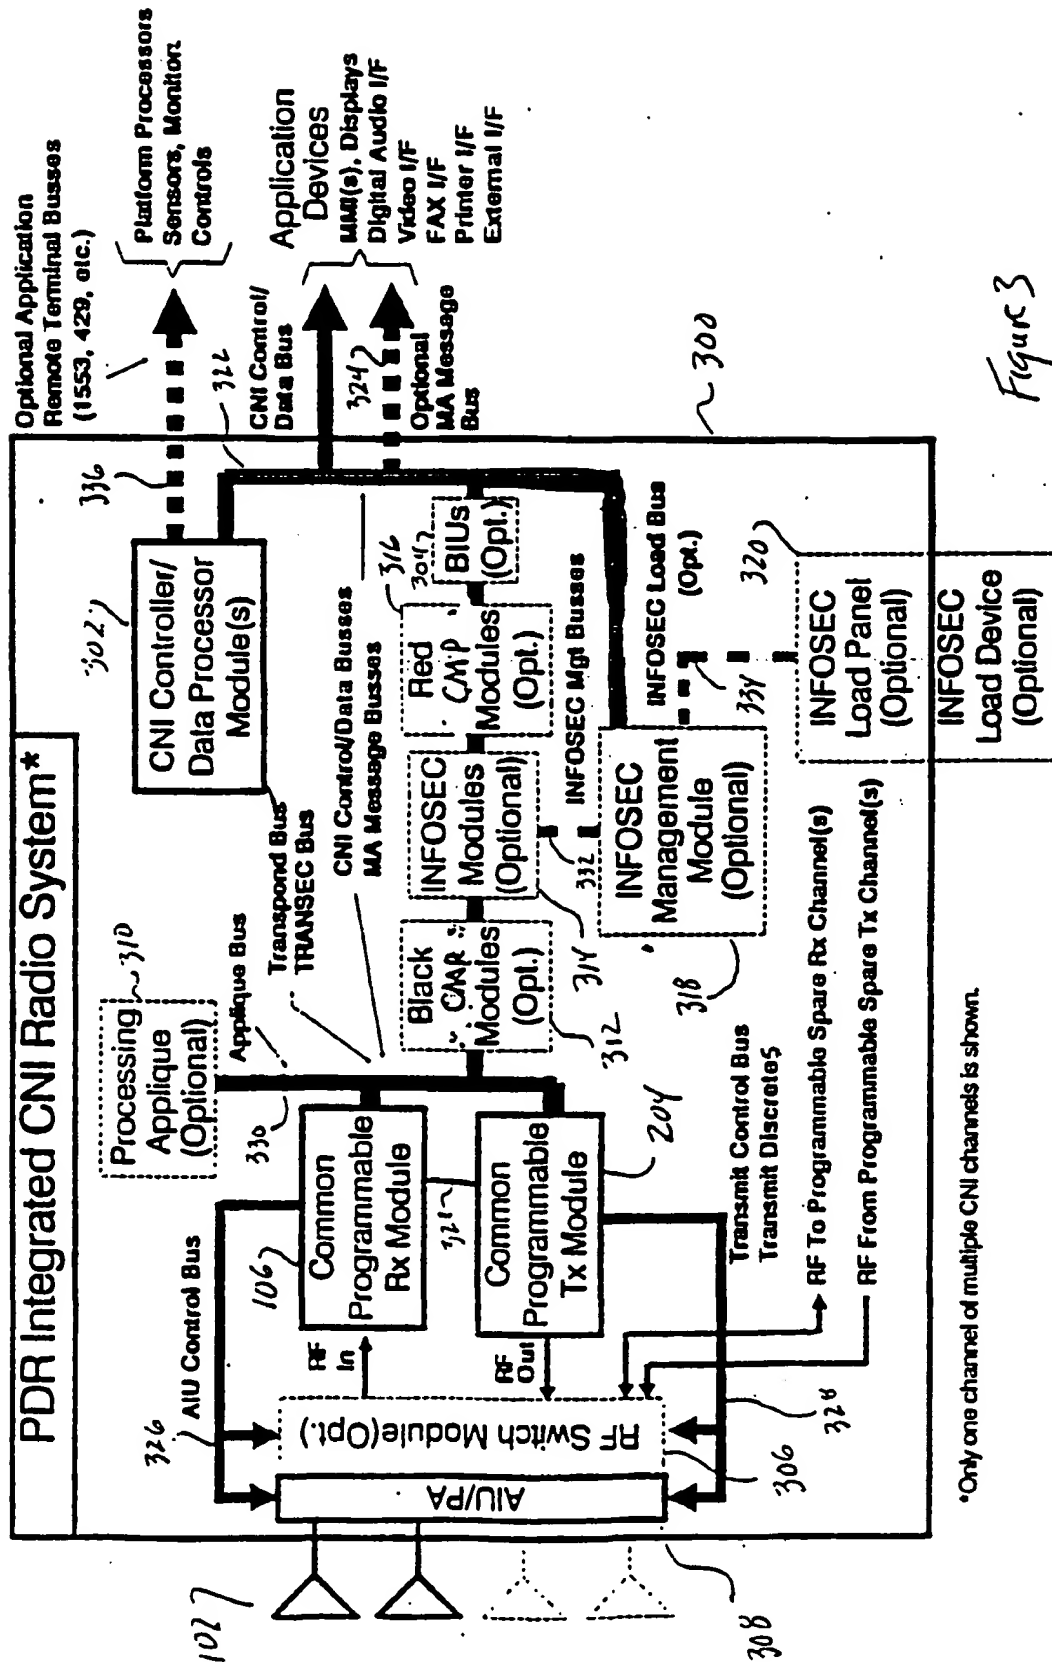 PDR Integrated CNI Radio System*
Optional Application
Remote Terminal Busses
(1553, 429, etc.)
Platform Processors
Sensors, Monitor,
Controls
336
322
302
CNI Controller/
Data Processor
Module(s)
CNI Control/
Data Bus
324
Optional
MA Message
Bus
Application
Devices
MMI(s), Displays
Digital Audio I/F
Video I/F
FAX I/F
Printer I/F
External I/F
Processing
Applique
(Optional)
310
Applique Bus
330
Transpond Bus
TRANSEC Bus
CNI Control/Data Busses
MA Message Busses
326
AIU Control Bus
106
Common
Programmable
Rx Module
RF
In
Common
Programmable
Tx Module
204
RF
Out
Black
CMP
Modules
(Opt.)
312
INFOSEC
Modules
(Optional)
314
Red
CMP
Modules
(Opt.)
316
304
BIUs
(Opt.)
332
INFOSEC Mgt Busses
INFOSEC
Management
Module
(Optional)
318
INFOSEC Load Bus
(Opt.)
334
320
INFOSEC
Load Panel
(Optional)
INFOSEC
Load Device
(Optional)
102
AIU/PA
RF Switch Module(Opt.)
308
306
328
Transmit Control Bus
Transmit Discretes
RF To Programmable Spare Rx Channel(s)
RF From Programmable Spare Tx Channel(s)
300
*Only one channel of multiple CNI channels is shown.
Figure 3